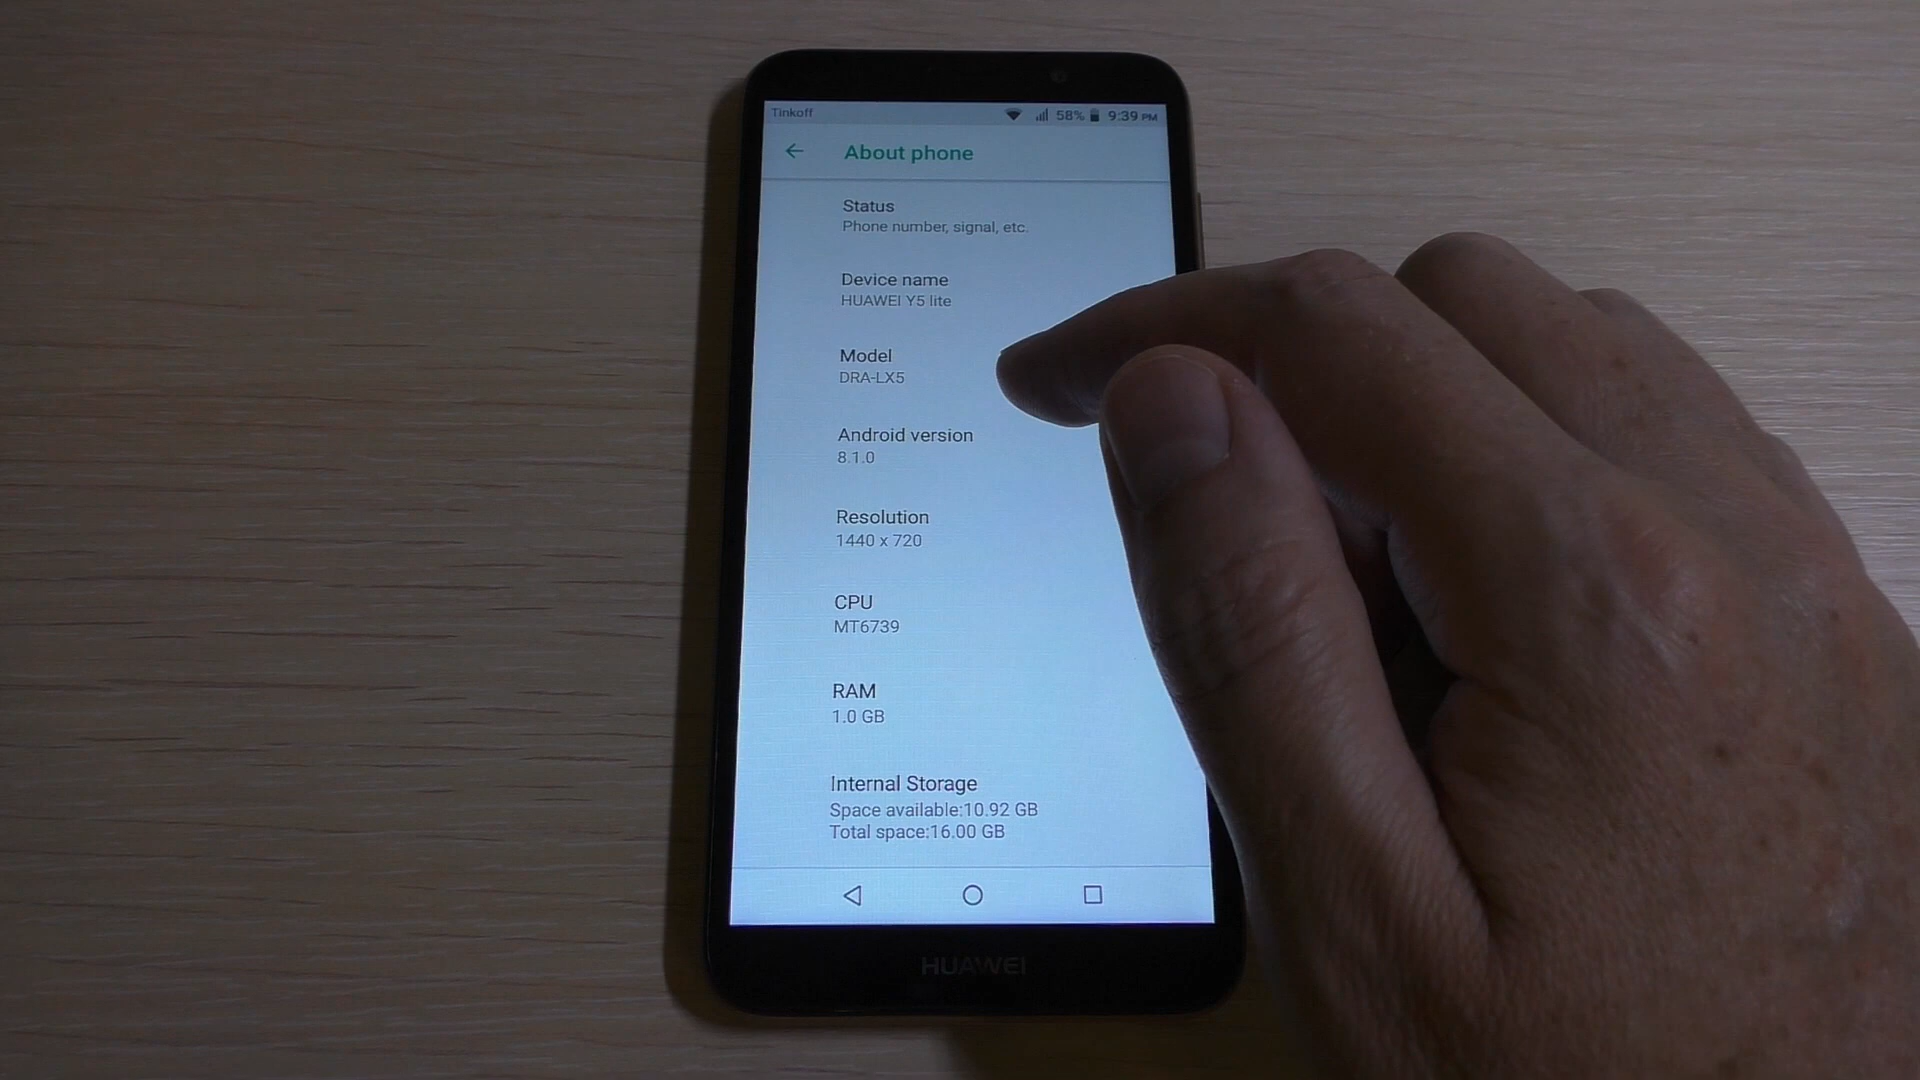 Tinkoff
58% 9:39 PM
About phone
Status
Phone number, signal, etc.
Device name
HUAWEI Y5 lite
Model
DRA-LX5
Android version
8.1.0
Resolution
1440 x 720
CPU
MT6739
RAM
1.0 GB
Internal Storage
Space available:10.92 GB
Total space:16.00 GB
HUAWEI